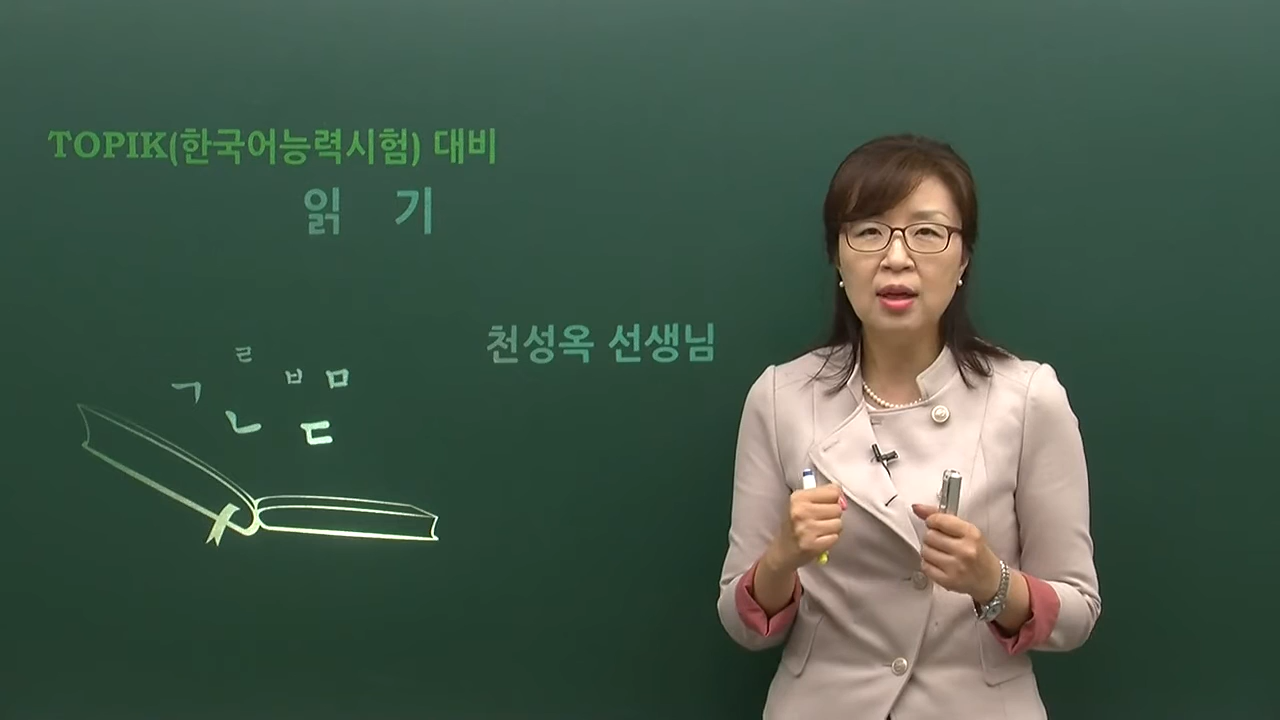 TOPIK(한국어능력시험) 대비
읽 기
천성옥 선생님
ㄹ
ㄱ ㅂ ㅁ
ㄴ ㄷ